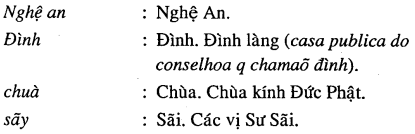 Nghệ an : Nghệ An.
Đình : Đình. Đình làng (casa publica do
conselhoa q chamaõ đình).
chuà : Chùa. Chùa kính Đức Phật.
sãy : Sãi. Các vị Sư Sãi.